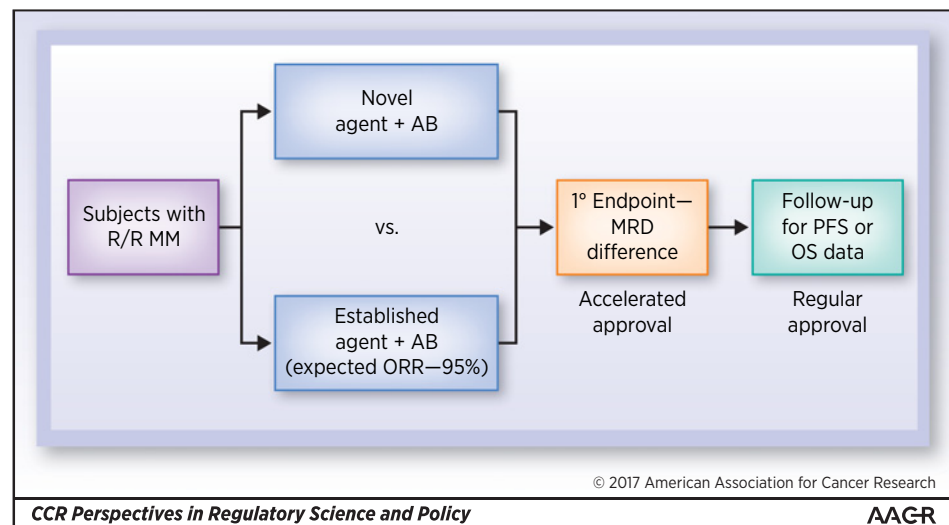 Subjects with
R/R MM
Novel
agent + AB
vs.
Established
agent + AB
(expected ORR—95%)
1° Endpoint—
MRD
difference
Accelerated
approval
Follow-up
for PFS or
OS data
Regular
approval
© 2017 American Association for Cancer Research
CCR Perspectives in Regulatory Science and Policy
AACR